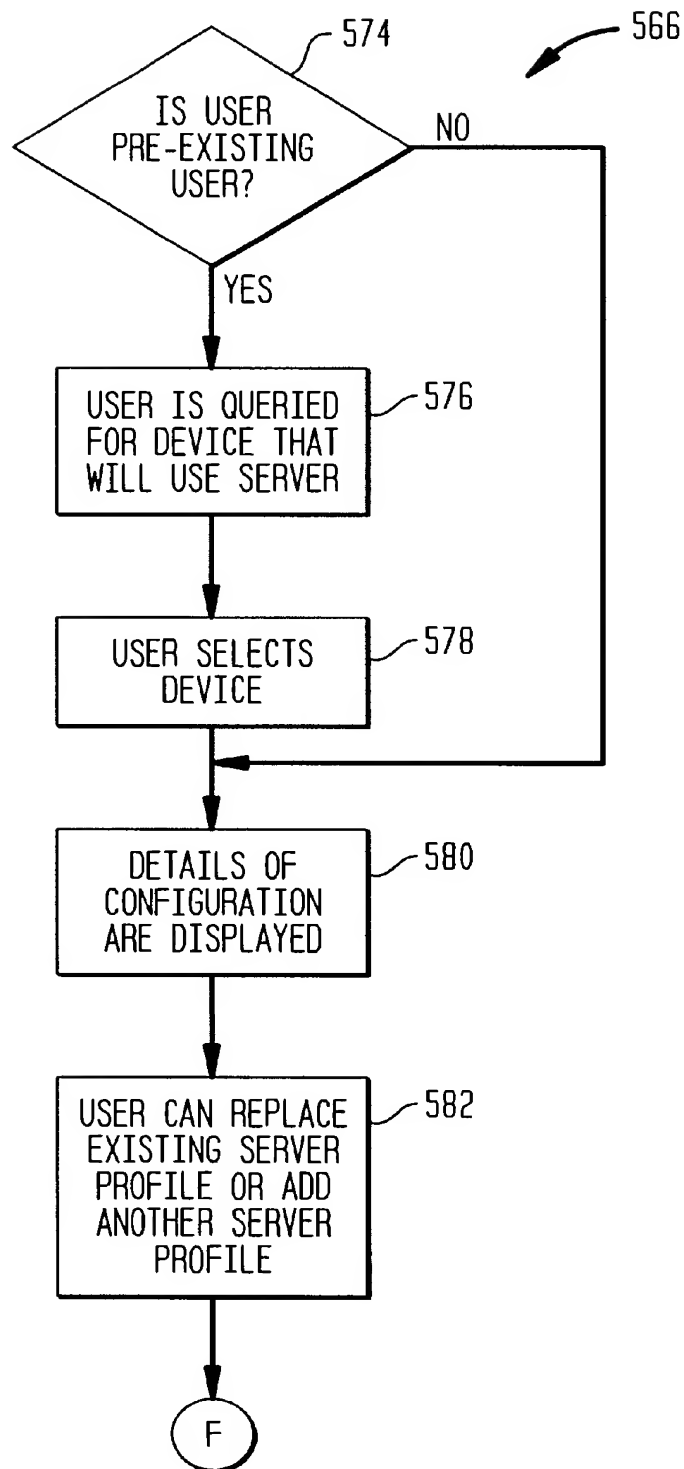 574
566
IS USER
PRE-EXISTING
USER?
NO
YES
USER IS QUERIED
FOR DEVICE THAT
WILL USE SERVER
576
USER SELECTS
DEVICE
578
DETAILS OF
CONFIGURATION
ARE DISPLAYED
580
USER CAN REPLACE
EXISTING SERVER
PROFILE OR ADD
ANOTHER SERVER
PROFILE
582
F